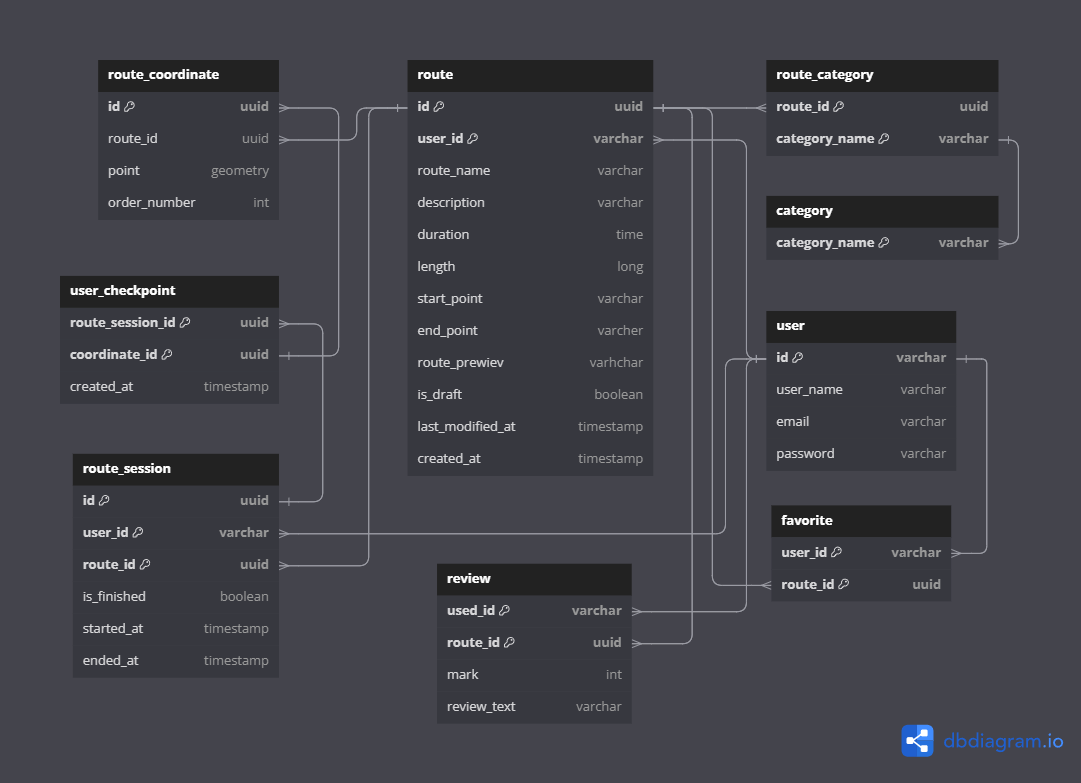 route_coordinate
id uuid
route_id uuid
point geometry
order_number int
route
id uuid
user_id varchar
route_name varchar
description varchar
duration time
length long
start_point varchar
end_point varcher
route_prewiev varhchar
is_draft boolean
last_modified_at timestamp
created_at timestamp
route_category
route_id uuid
category_name varchar
category
category_name varchar
user_checkpoint
route_session_id uuid
coordinate_id uuid
created_at timestamp
user
id varchar
user_name varchar
email varchar
password varchar
route_session
id uuid
user_id varchar
route_id uuid
is_finished boolean
started_at timestamp
ended_at timestamp
favorite
user_id varchar
route_id uuid
review
used_id varchar
route_id uuid
mark int
review_text varchar
dbdiagram.io